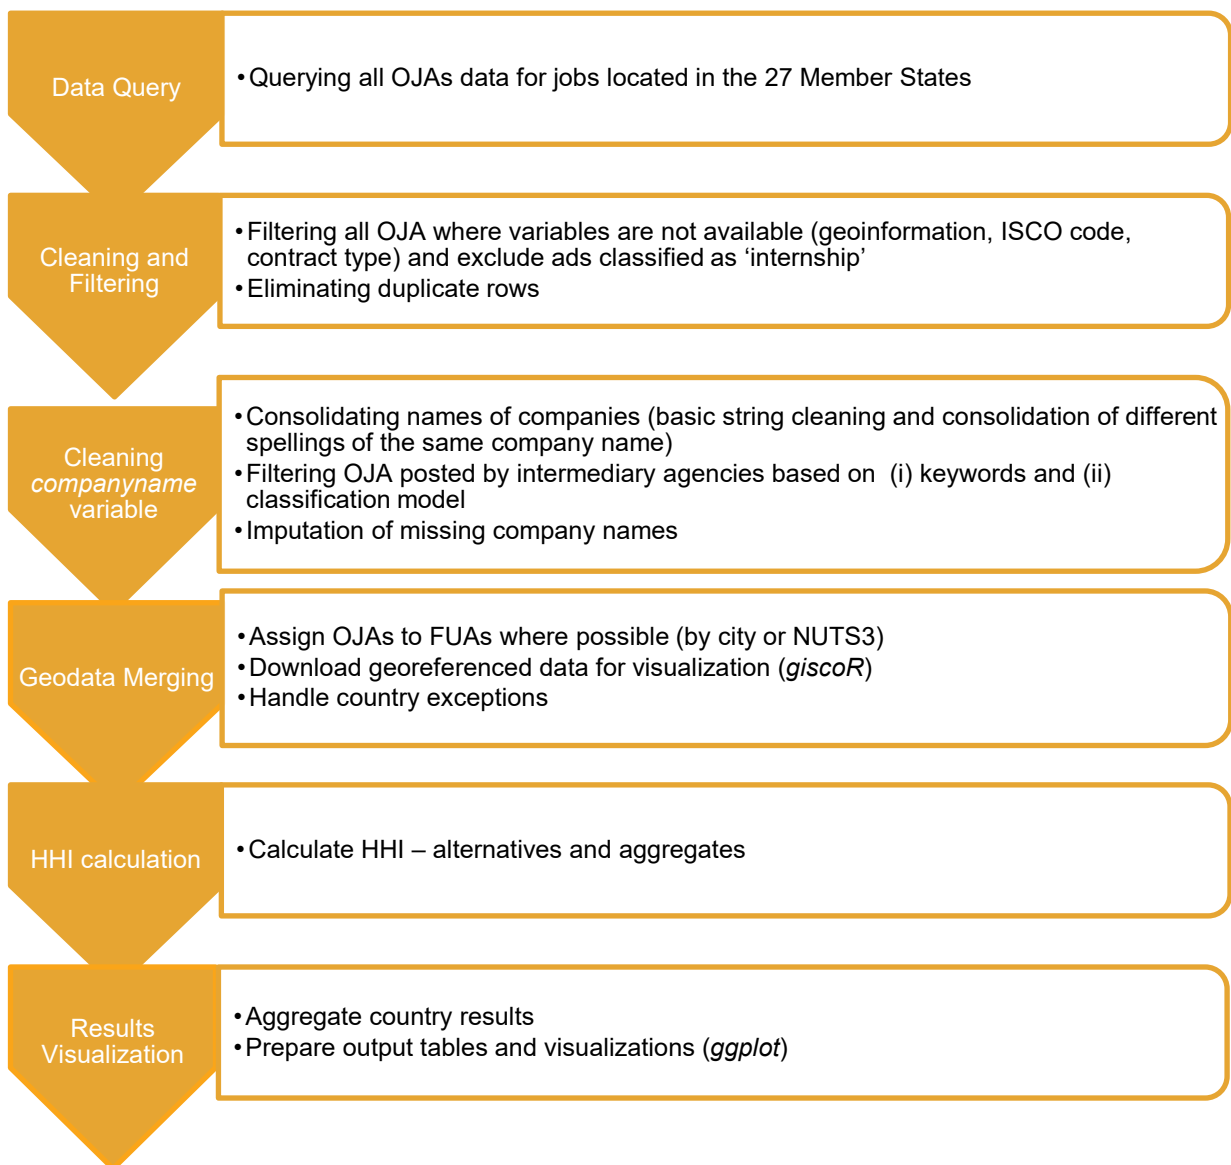 Data Query
•Querying all OJAs data for jobs located in the 27 Member States
Cleaning and
Filtering
•Filtering all OJA where variables are not available (geoinformation, ISCO code,
contract type) and exclude ads classified as ‘internship’
•Eliminating duplicate rows
Cleaning
companyname
variable
•Consolidating names of companies (basic string cleaning and consolidation of different
spellings of the same company name)
•Filtering OJA posted by intermediary agencies based on (i) keywords and (ii)
classification model
•Imputation of missing company names
Geodata Merging
•Assign OJAs to FUAs where possible (by city or NUTS3)
•Download georeferenced data for visualization (giscoR)
•Handle country exceptions
HHI calculation
•Calculate HHI – alternatives and aggregates
Results
Visualization
•Aggregate country results
•Prepare output tables and visualizations (ggplot)